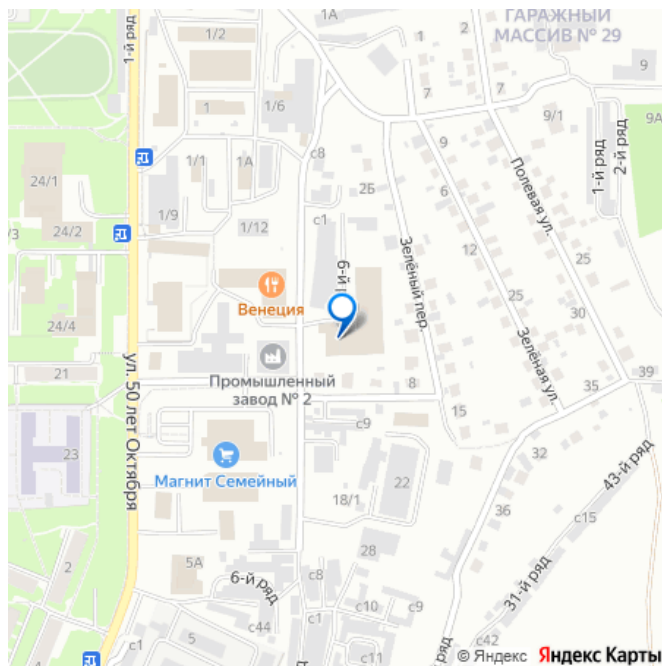 ГАРАЖНЫЙ
МАССИВ № 29
1-й ряд
1/2
1А
2
7
7
9
9/1
9А
1
1/6
1-й ряд
2-й ряд
24/1
1/1
1А
с8
2Б
9
6
Полевая ул.
1/9
с1
24/2
/3
1/12
9-й
Зелёный пер.
12
25
Венеция
30
24/4
Зелёная ул.
21
ул. 50 лет Октября
Промышленный
завод № 2
8
35
39
15
с9
23
Магнит Семейный
32
22
18/1
43-й ряд
36
с15
28
2
5А
6-й ряд
с8
31-й ряд
с10
с9
5
с44
с1
с1
ряд
с42
© Яндекс Яндекс Карты